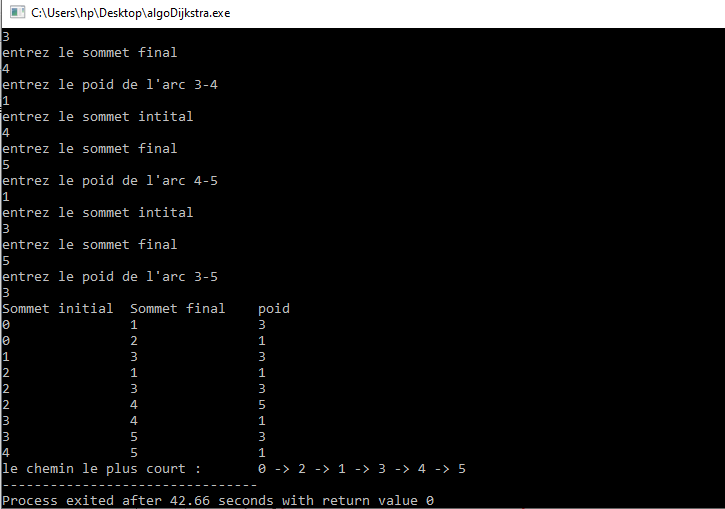 C:\Users\hp\Desktop\algoDijkstra.exe
3
entrez le sommet final
4
entrez le poid de l'arc 3-4
1
entrez le sommet intital
4
entrez le sommet final
5
entrez le poid de l'arc 4-5
1
entrez le sommet intital
3
entrez le sommet final
5
entrez le poid de l'arc 3-5
3
Sommet initial  Sommet final    poid
0               1               3
0               2               1
1               3               3
2               1               1
2               3               3
2               4               5
3               4               1
3               5               3
4               5               1
le chemin le plus court :       0 -> 2 -> 1 -> 3 -> 4 -> 5
--------------------------------
Process exited after 42.66 seconds with return value 0